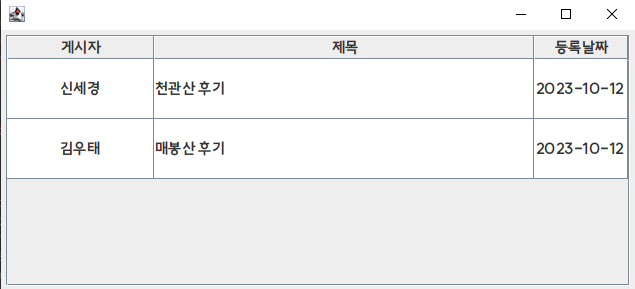 게시자 제목 등록날짜
신세경 천관산 후기 2023-10-12
김우태 매봉산 후기 2023-10-12